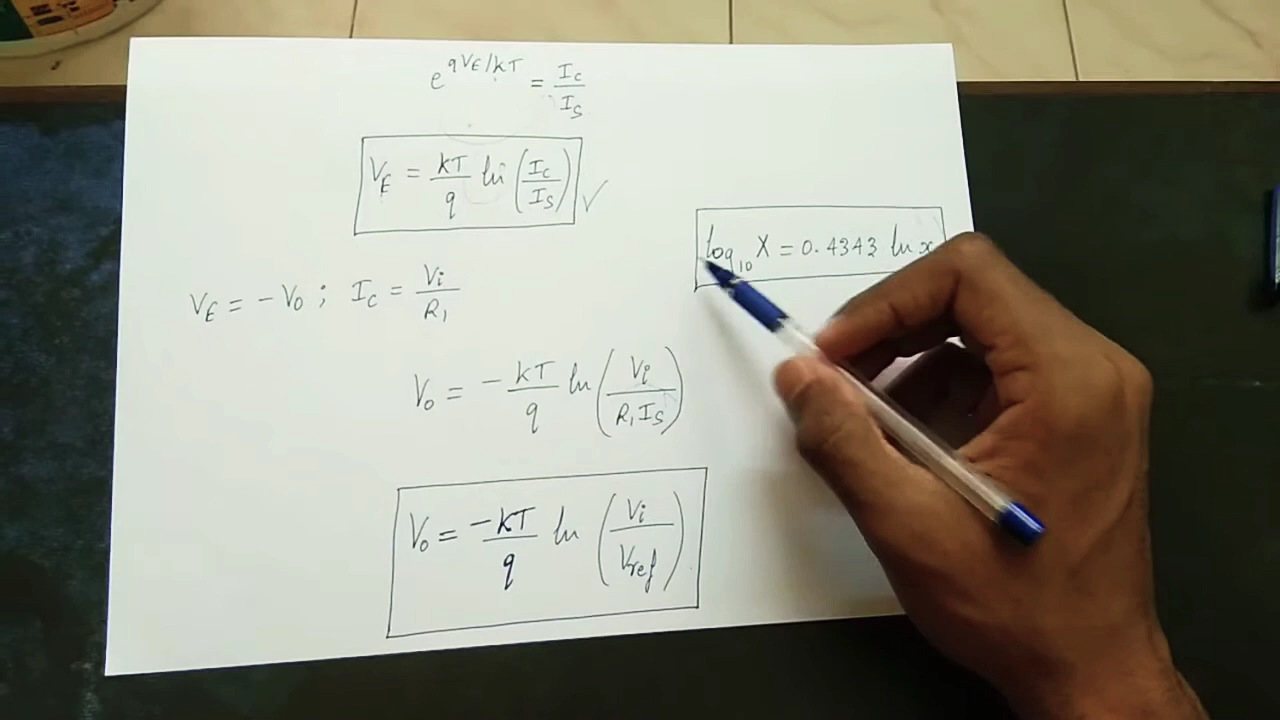 e^{qV_E/kT} = I_C/I_S
V_E = kT/q ln (I_C/I_S) ✓
log_10 X = 0.4343 ln x
V_E = -V_0 ; I_C = V_i/R_1
V_0 = - kT/q ln (V_i/R_1 I_S)
V_0 = -kT/q ln (V_i/V_ref)